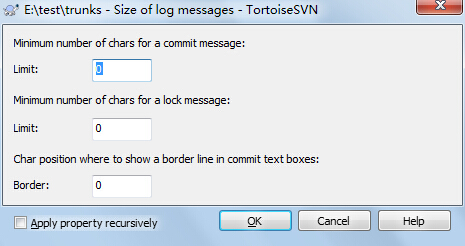 E:\test\trunks - Size of log messages - TortoiseSVN
Minimum number of chars for a commit message:
Limit: 0
Minimum number of chars for a lock message:
Limit: 0
Char position where to show a border line in commit text boxes:
Border: 0
Apply property recursively OK Cancel Help